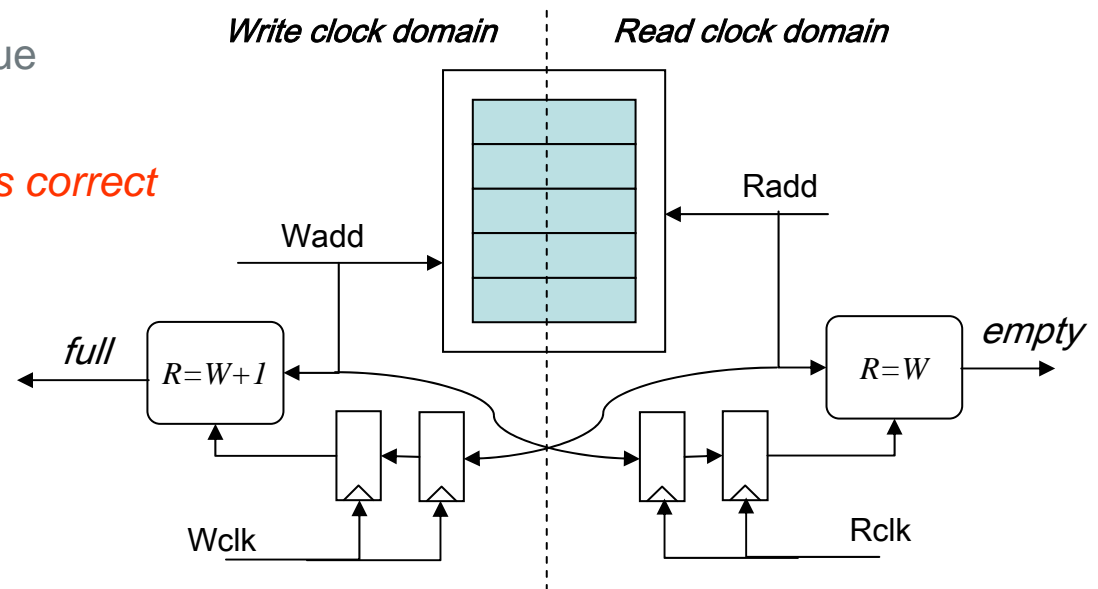 Write clock domain
Read clock domain
ue
s correct
Radd
Wadd
full
R=W+1
R=W
empty
Wclk
Rclk